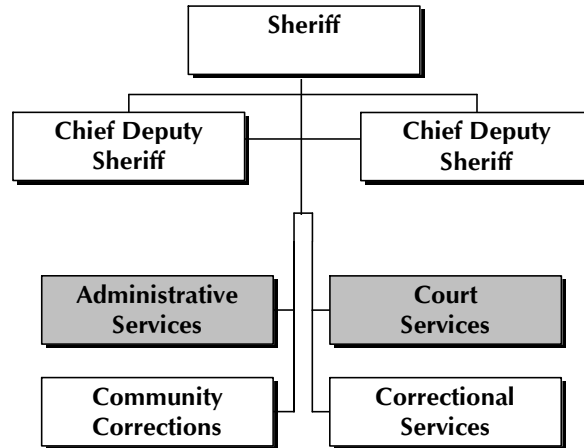 Sheriff
Chief Deputy
Sheriff
Chief Deputy
Sheriff
Administrative
Services
Court
Services
Community
Corrections
Correctional
Services